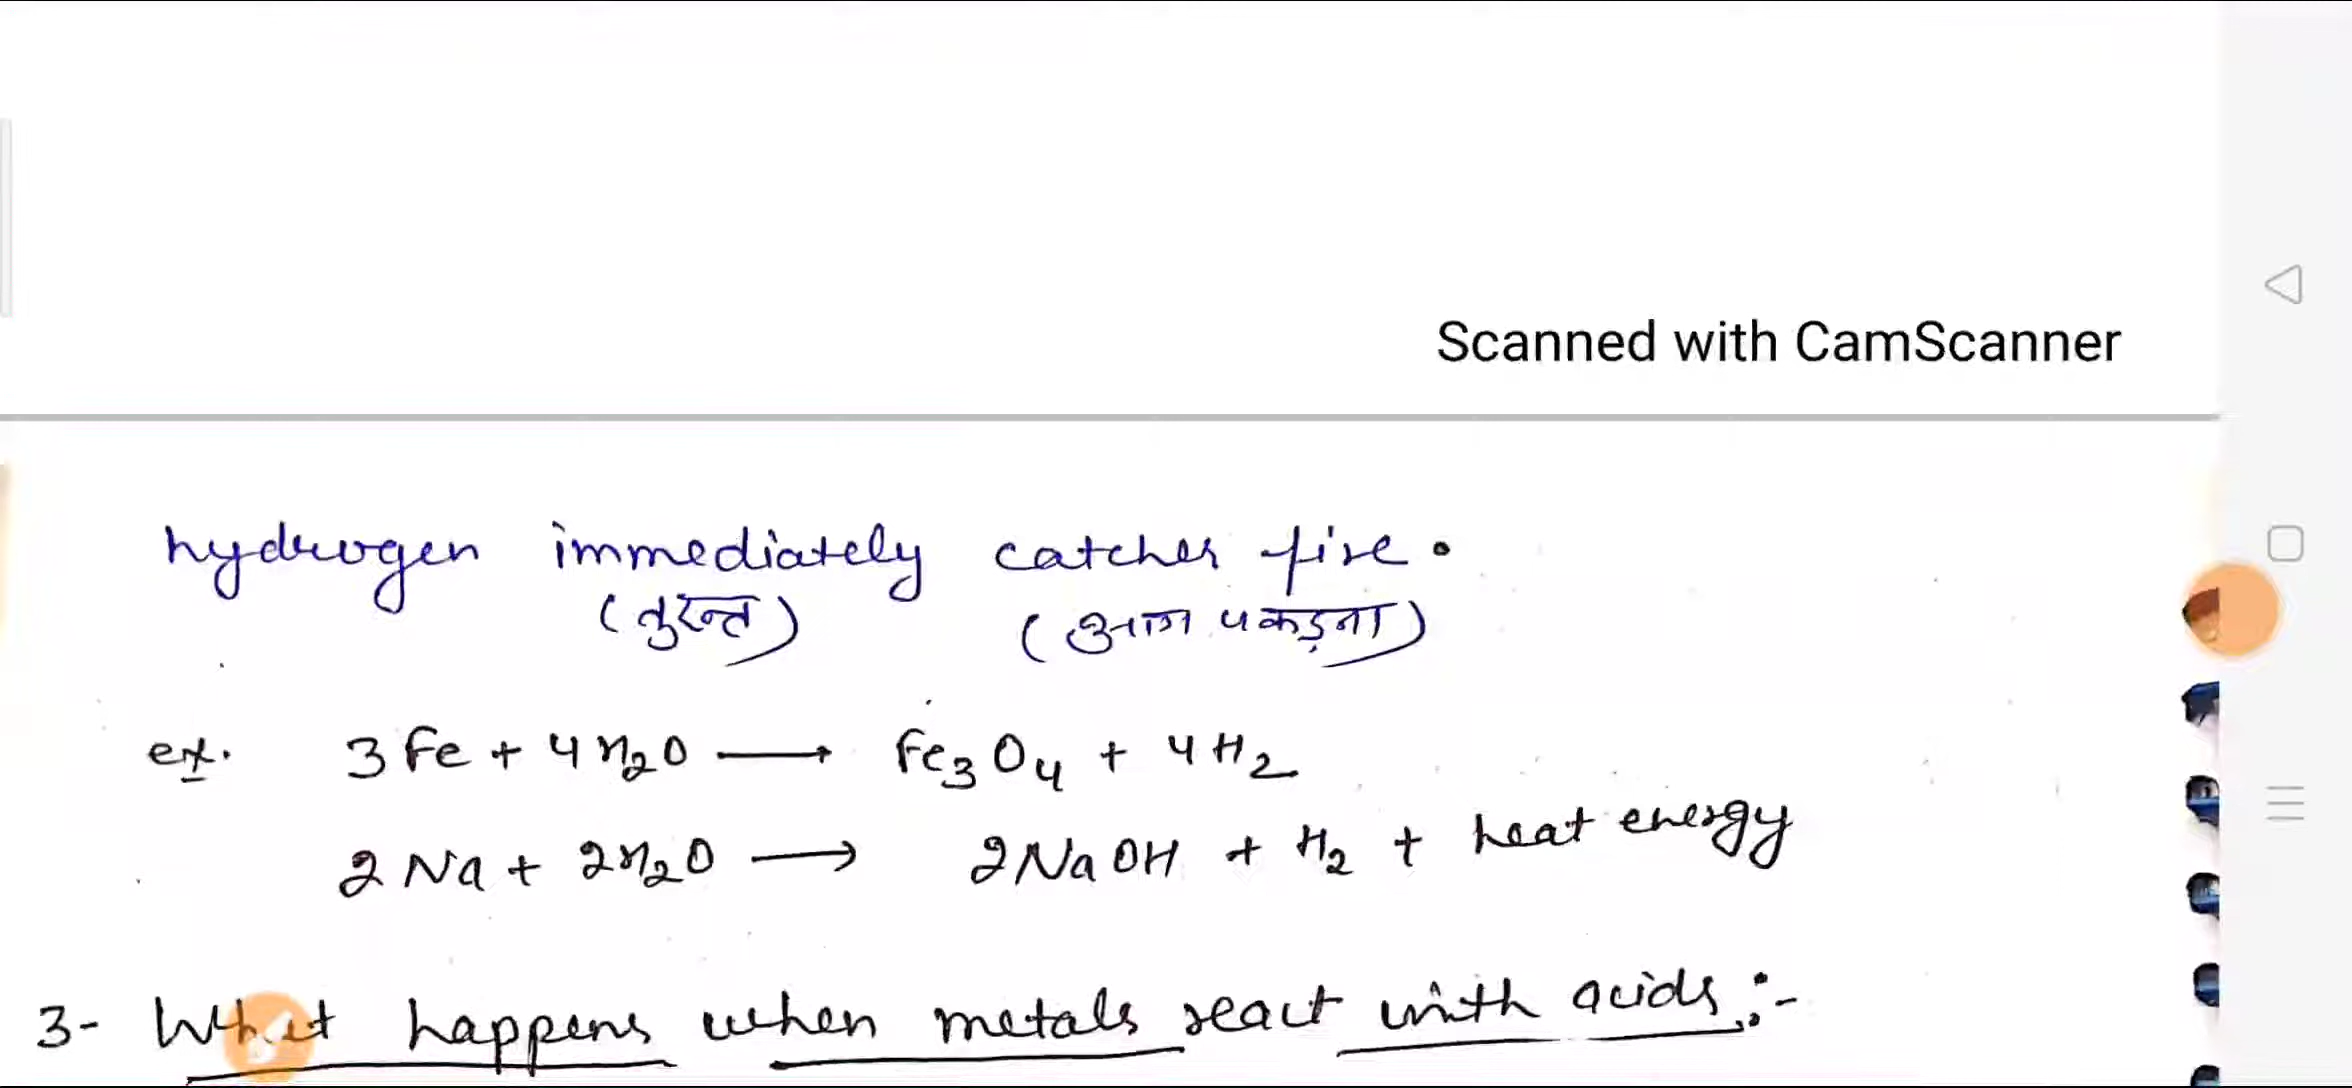 Scanned with CamScanner
hydrogen immediately catches fire.
(तुरन्त) (आग पकड़ना)
ex. 3Fe + 4H₂O ⟶ Fe₃O₄ + 4H₂
2Na + 2H₂O ⟶ 2NaOH + H₂ + heat energy
3- What happens when metals react with acids :-